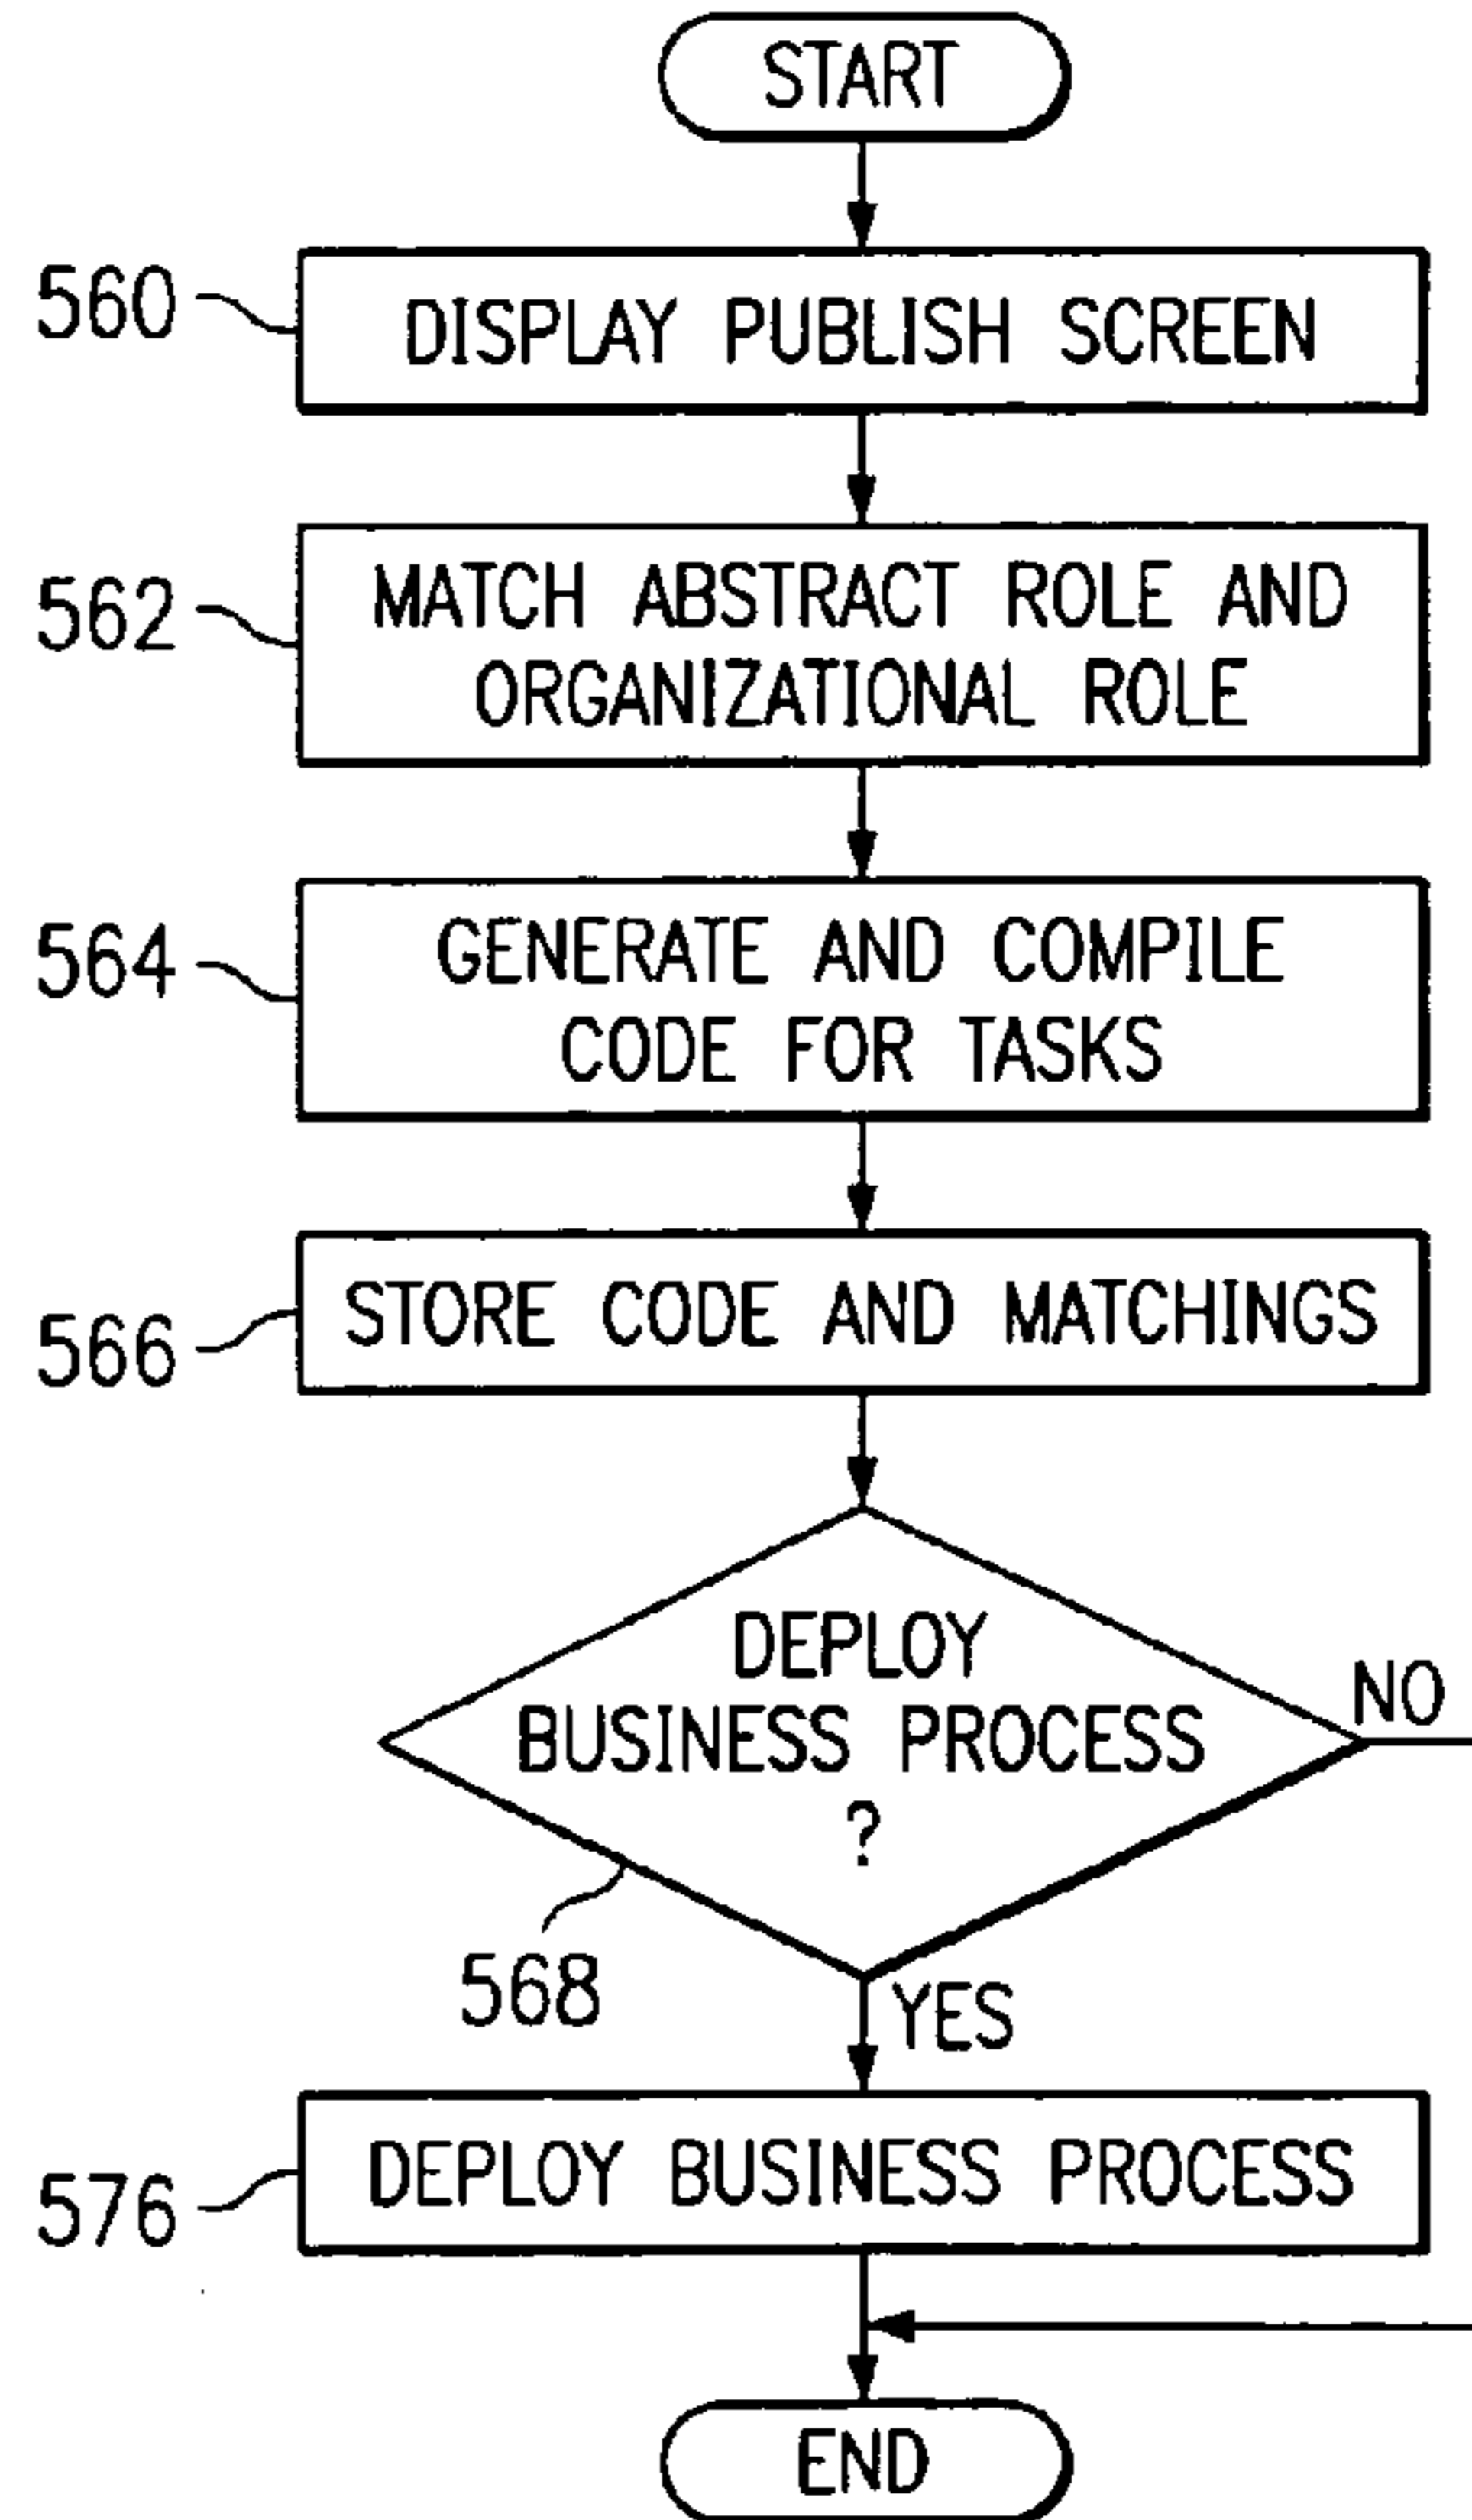 START
560
DISPLAY PUBLISH SCREEN
562
MATCH ABSTRACT ROLE AND
ORGANIZATIONAL ROLE
564
GENERATE AND COMPILE
CODE FOR TASKS
566
STORE CODE AND MATCHINGS
DEPLOY
BUSINESS PROCESS
?
NO
568
YES
576
DEPLOY BUSINESS PROCESS
END